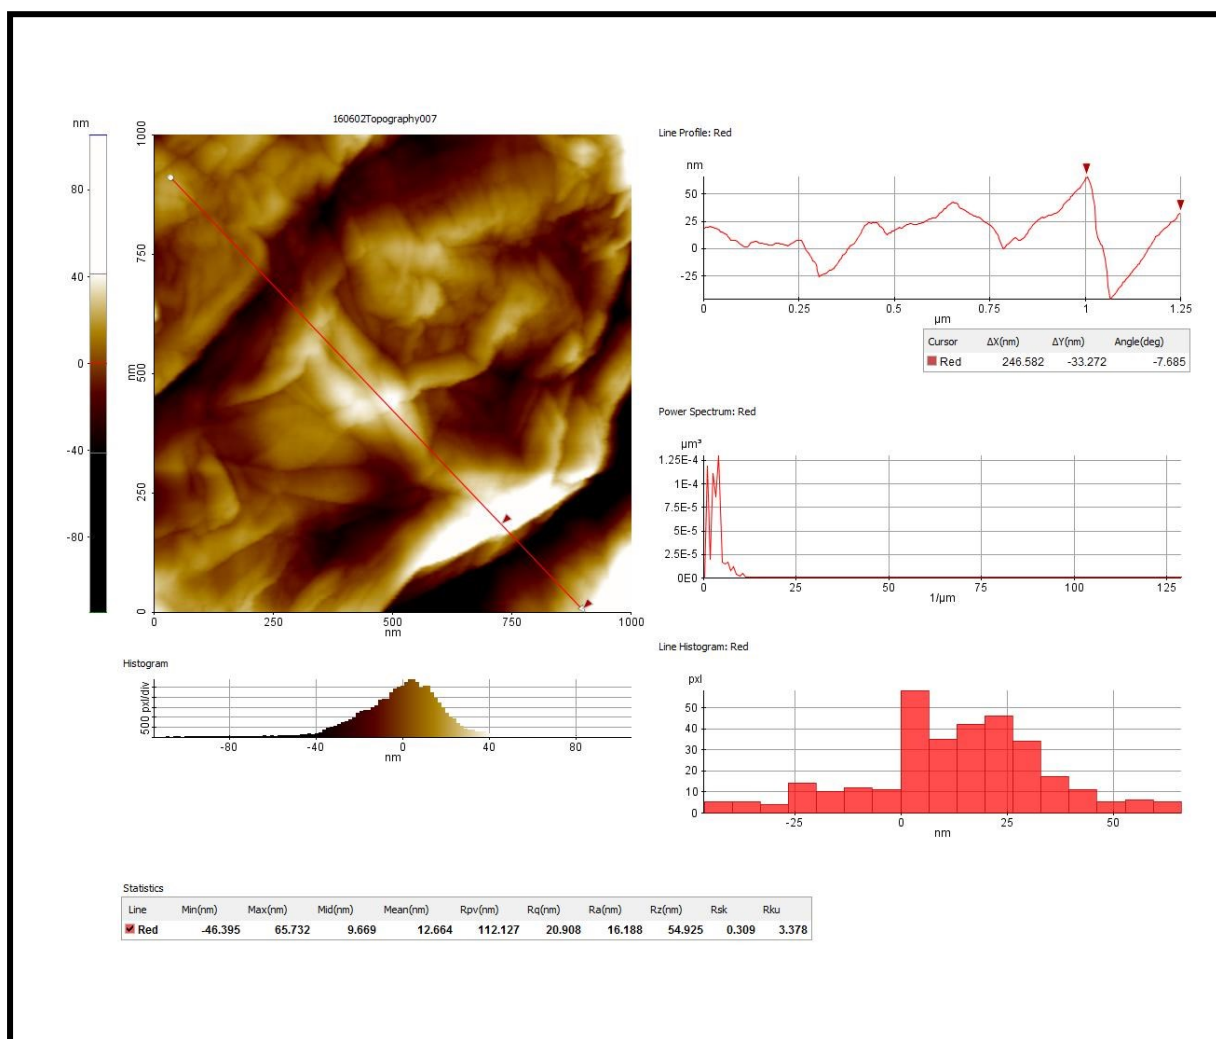 160602Topography007
nm
80
40
0
-40
-80
1000
750
500
nm
250
0
0 250 500 750 1000
nm
Line Profile: Red
nm
50
25
0
-25
0 0.25 0.5 0.75 1 1.25
µm
Cursor ΔX(nm) ΔY(nm) Angle(deg)
Red 246.582 -33.272 -7.685
Power Spectrum: Red
µm³
1.25E-4
1E-4
7.5E-5
5E-5
2.5E-5
0E0
0 25 50 75 100 125
1/µm
Histogram
500 pxl/div
-80 -40 0 40 80
nm
Line Histogram: Red
pxl
50
40
30
20
10
0
-25 0 25 50
nm
Statistics
Line Min(nm) Max(nm) Mid(nm) Mean(nm) Rpv(nm) Rq(nm) Ra(nm) Rz(nm) Rsk Rku
Red -46.395 65.732 9.669 12.664 112.127 20.908 16.188 54.925 0.309 3.378